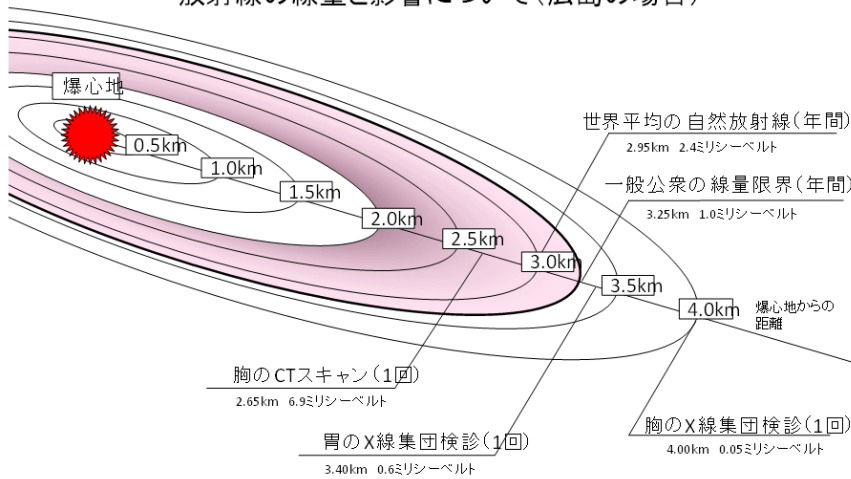 放射線の線量と影響について(広島の場合)
爆心地
0.5km
1.0km
1.5km
2.0km
2.5km
3.0km
3.5km
4.0km
世界平均の自然放射線(年間)
2.95km 2.4ミリシーベルト
一般公衆の線量限界(年間)
3.25km 1.0ミリシーベルト
爆心地からの
距離
胸のCTスキャン(1回)
2.65km 6.9ミリシーベルト
胃のX線集団検診(1回)
3.40km 0.6ミリシーベルト
胸のX線集団検診(1回)
4.00km 0.05ミリシーベルト